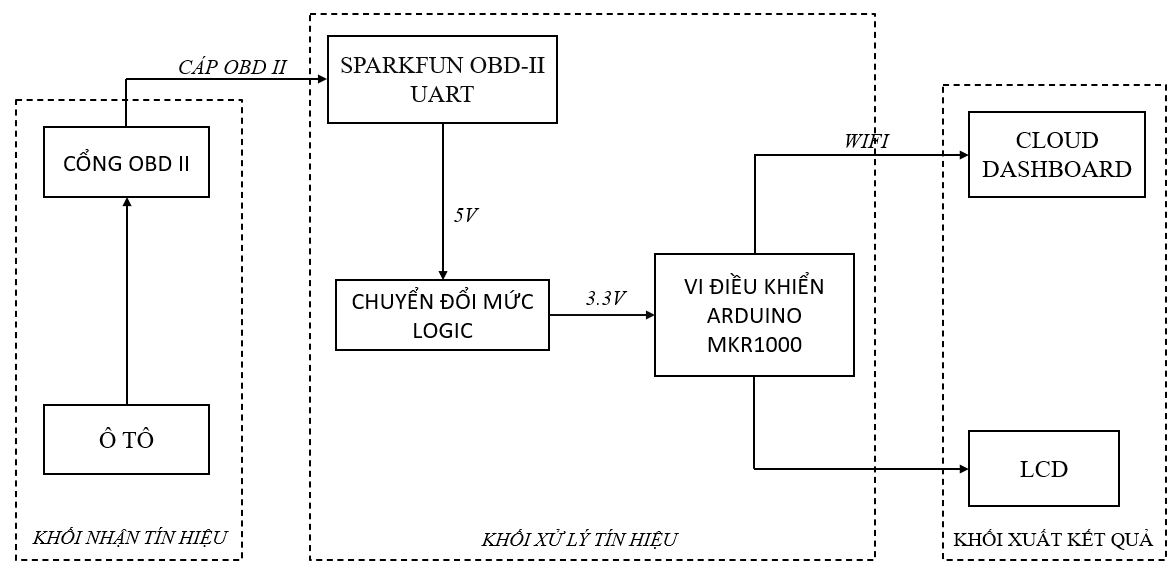 CÁP OBD II
CỔNG OBD II
Ô TÔ
KHỐI NHẬN TÍN HIỆU
SPARKFUN OBD-II
UART
5V
CHUYỂN ĐỔI MỨC
LOGIC
3.3V
VI ĐIỀU KHIỂN
ARDUINO
MKR1000
KHỐI XỬ LÝ TÍN HIỆU
WIFI
CLOUD
DASHBOARD
LCD
KHỐI XUẤT KẾT QUẢ